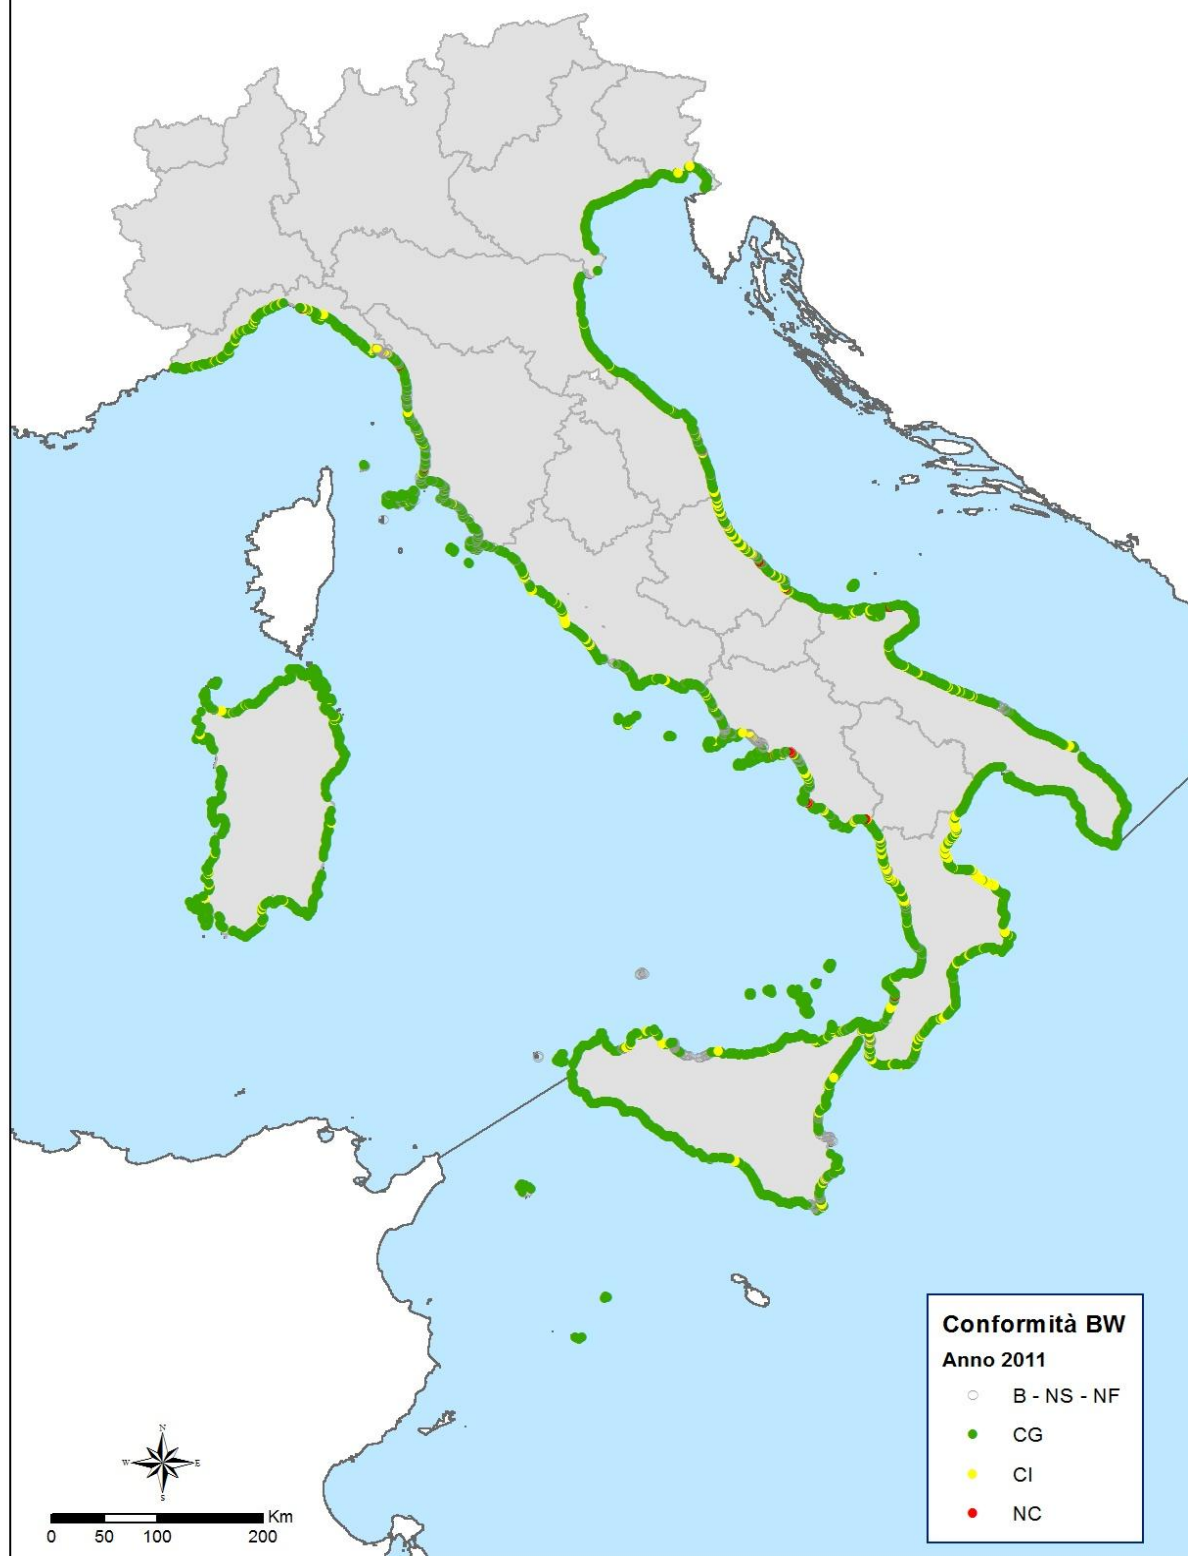 Conformità BW
Anno 2011
B - NS - NF
CG
CI
NC
N
W E
S
Km
0 50 100 200